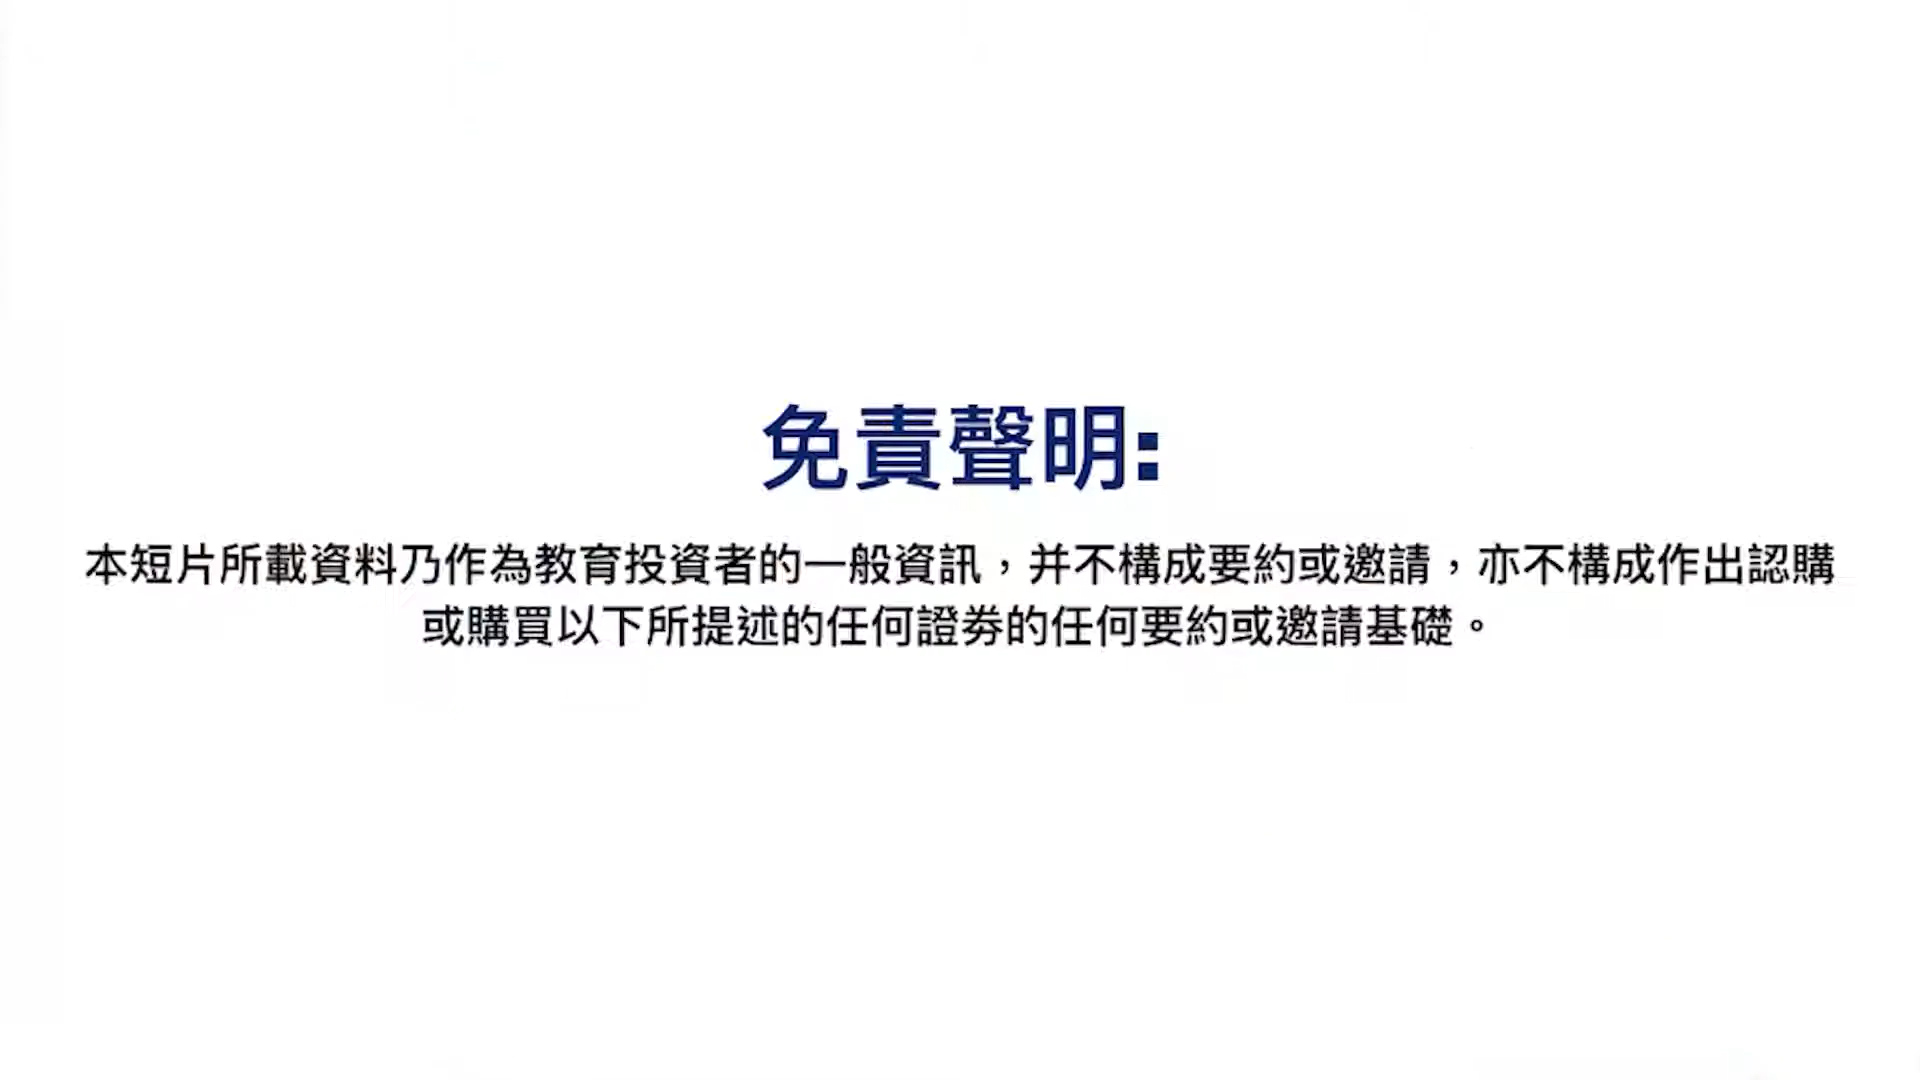 免責聲明:
本短片所載資料乃作為教育投資者的一般資訊，并不構成要約或邀請，亦不構成作出認購
或購買以下所提述的任何證券的任何要約或邀請基礎。